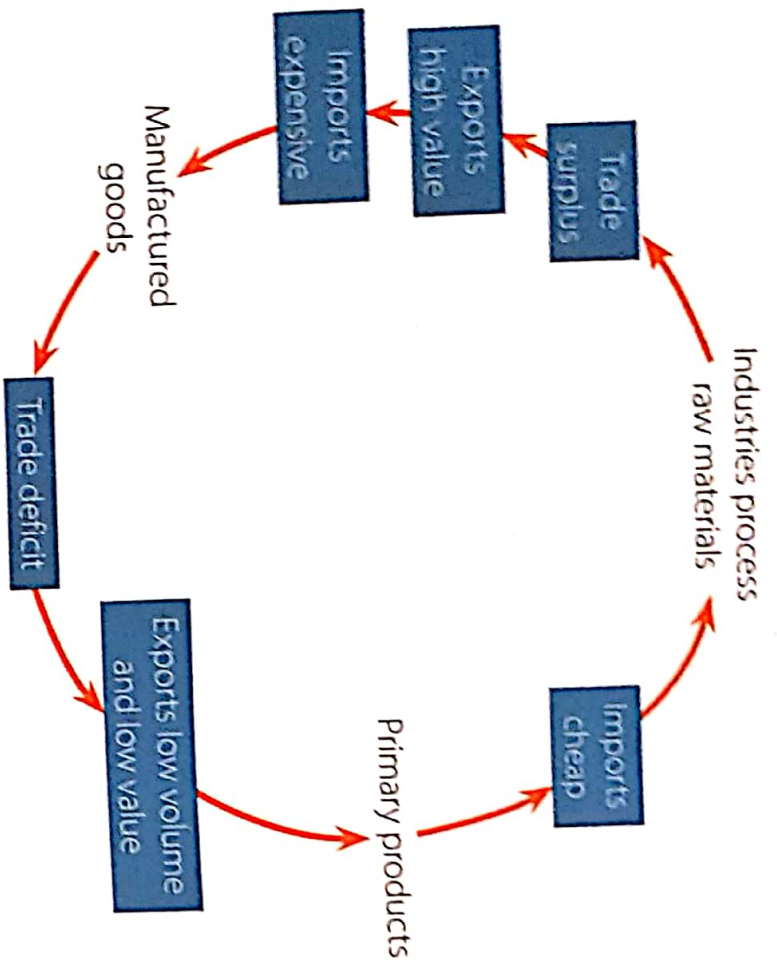 Industries process
raw materials
Trade
surplus
Imports
cheap
Exports
high value
Primary products
Imports
expensive
Manufactured
goods
Exports low volume
and low value
Trade deficit